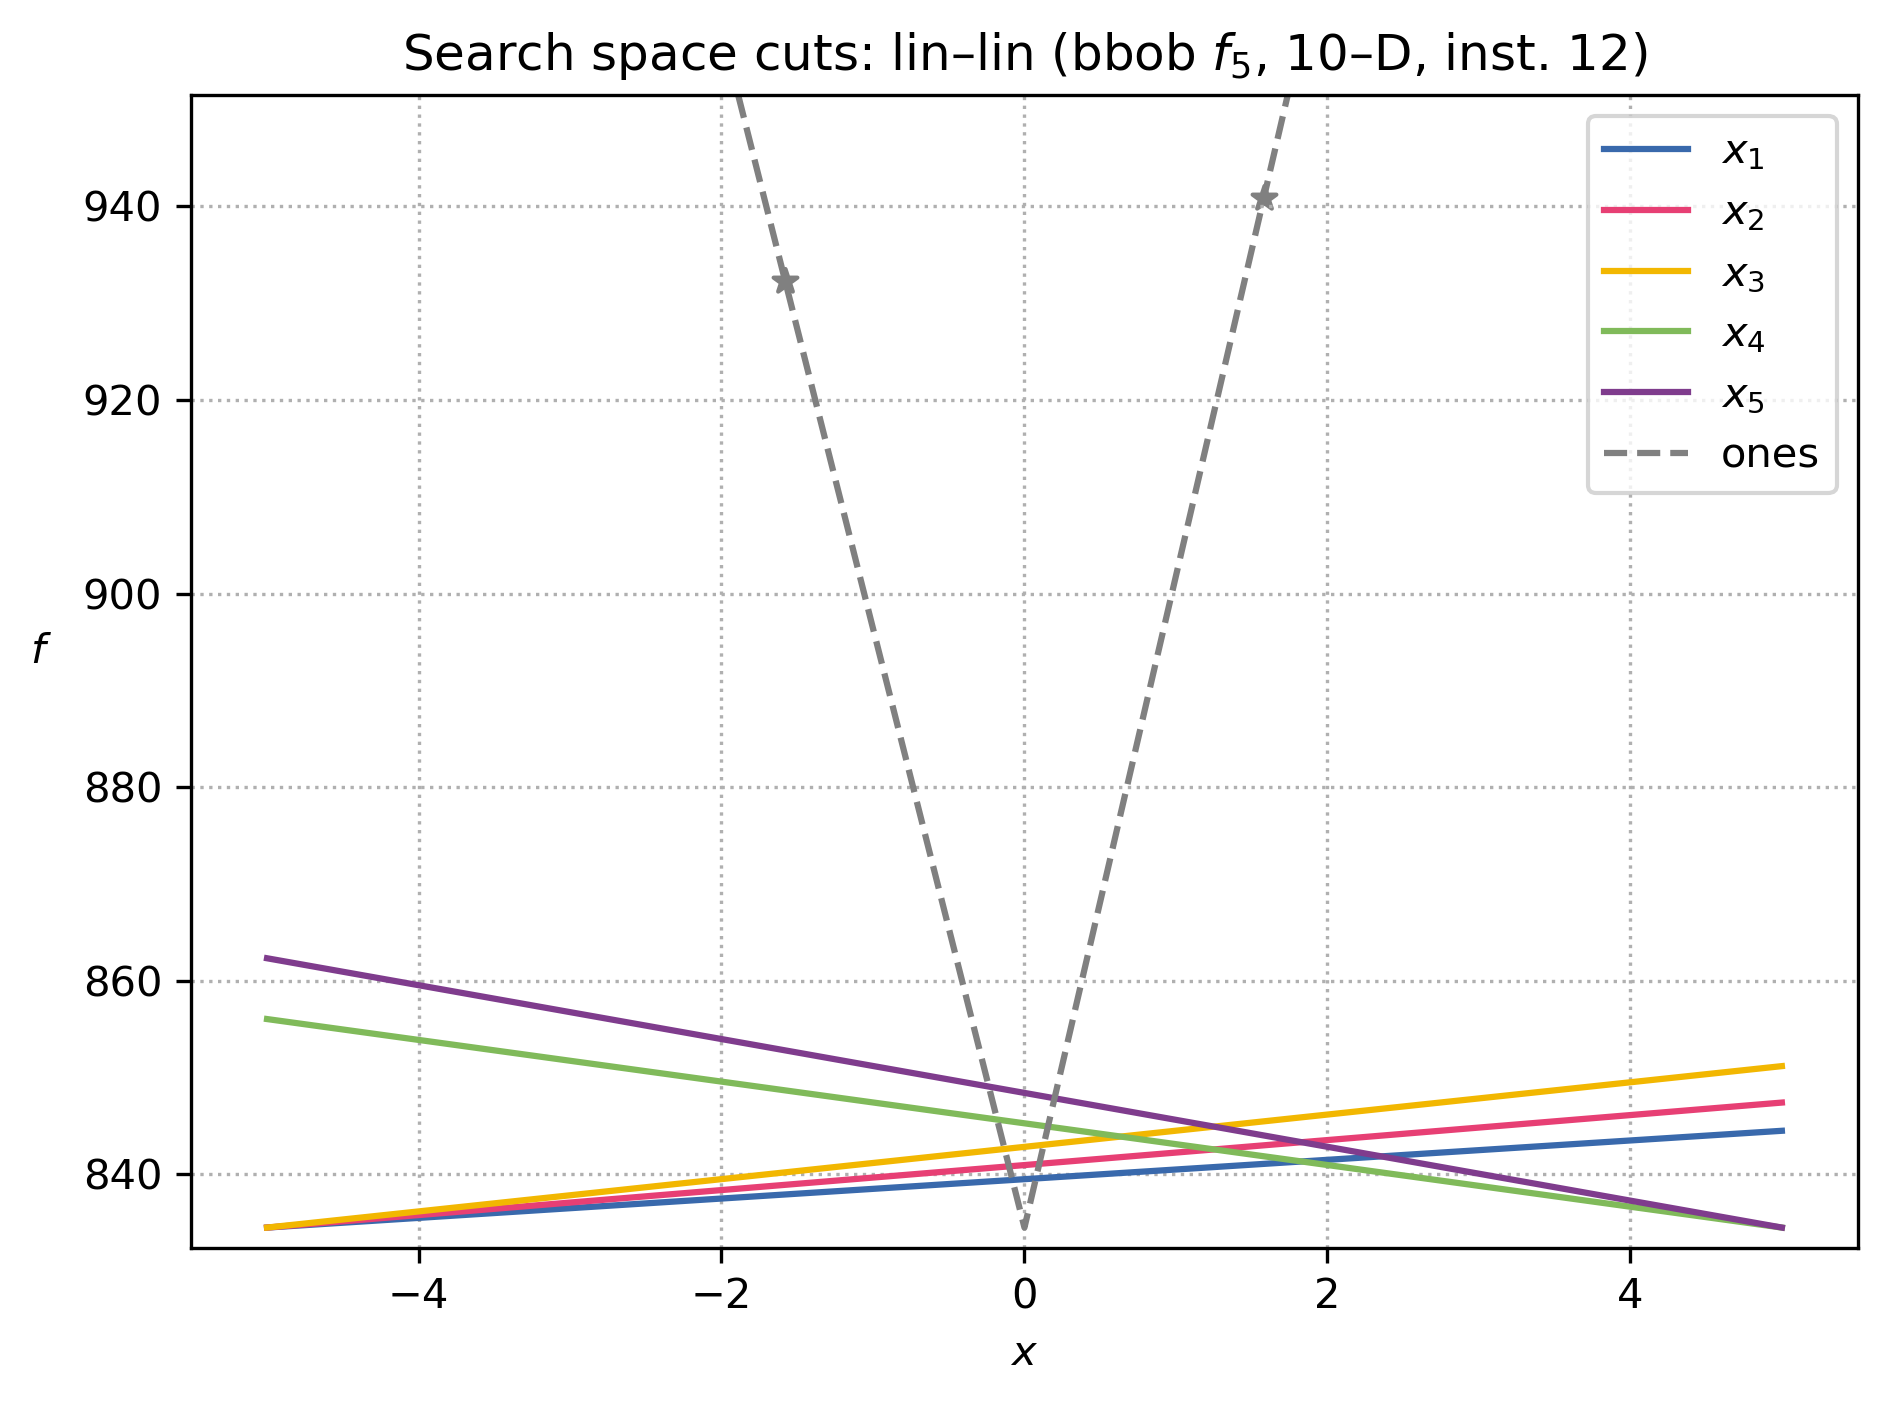 Search space cuts: lin–lin (bbob f₅, 10–D, inst. 12)
940
920
900
880
860
840
f
−4
−2
0
2
4
x
x₁
x₂
x₃
x₄
x₅
ones